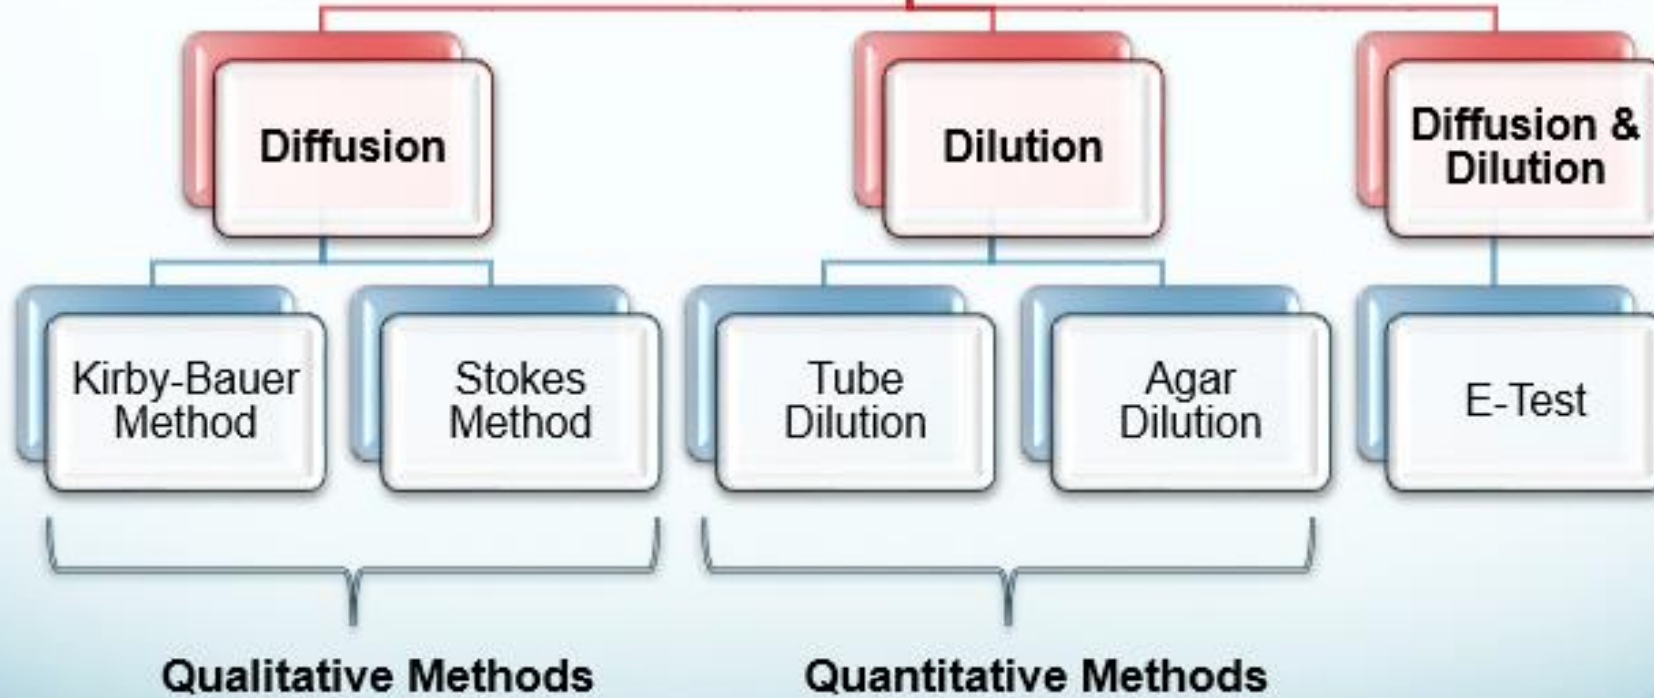 Diffusion
Dilution
Diffusion &
Dilution
Kirby-Bauer
Method
Stokes
Method
Tube
Dilution
Agar
Dilution
E-Test
Qualitative Methods
Quantitative Methods